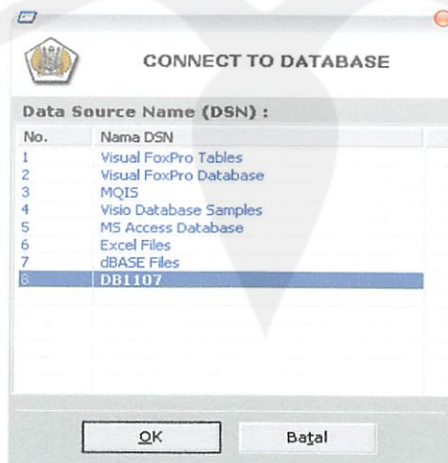 CONNECT TO DATABASE
Data Source Name (DSN) :
No. Nama DSN
1 Visual FoxPro Tables
2 Visual FoxPro Database
3 MQIS
4 Visio Database Samples
5 MS Access Database
6 Excel Files
7 dBASE Files
8 DB1107
OK Batal